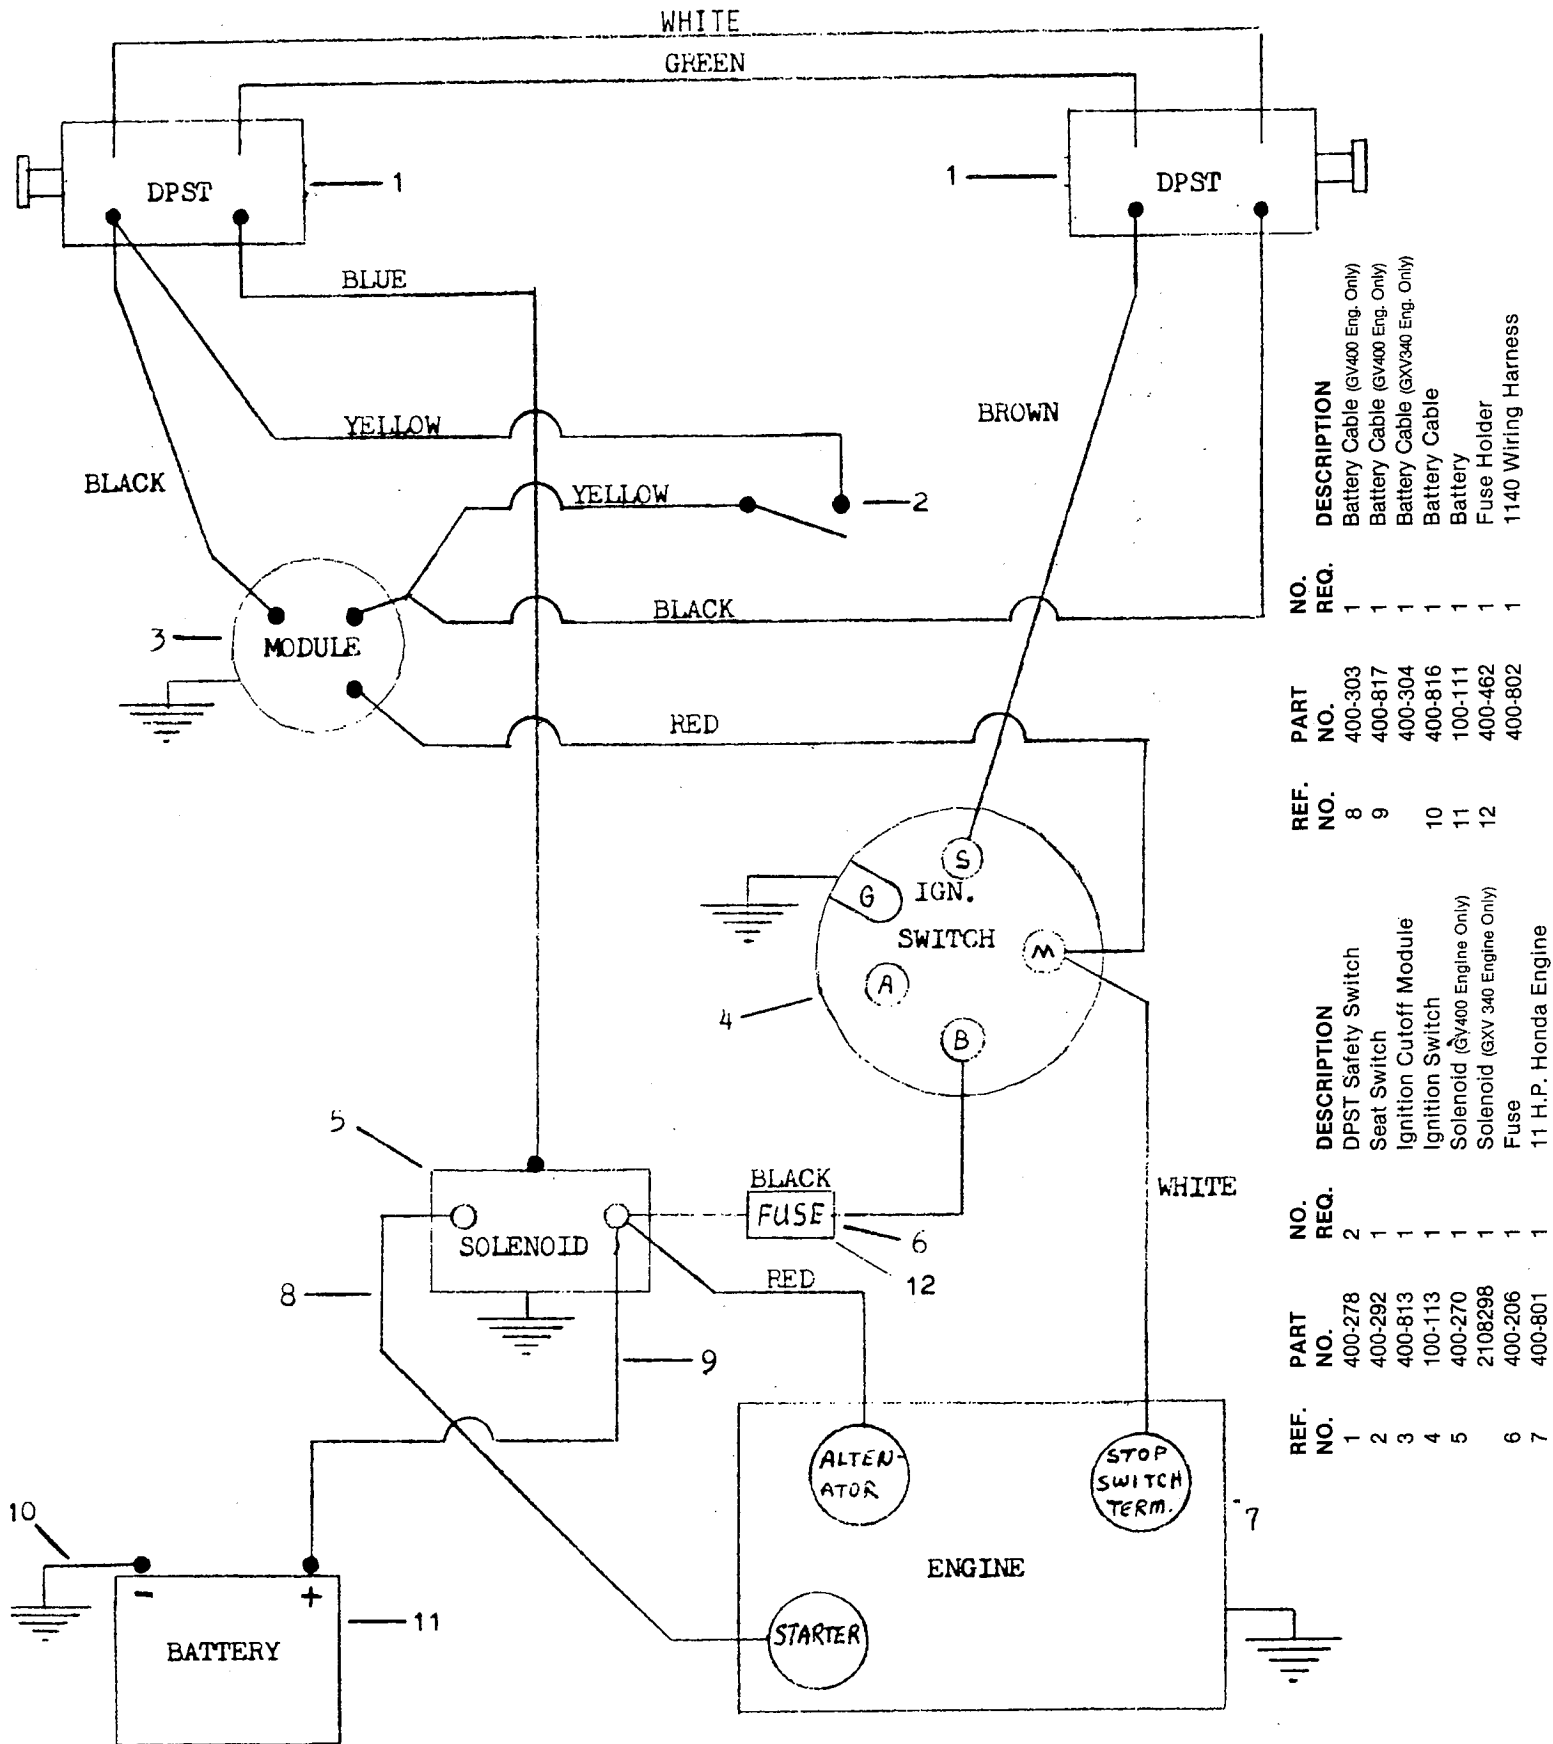 WHITE
GREEN
DPST
1
1
DPST
BLUE
YELLOW
BROWN
BLACK
YELLOW
2
BLACK
3
MODULE
RED
S
G
IGN.
SWITCH
M
A
4
B
5
BLACK
FUSE
WHITE
6
SOLENOID
12
RED
8
9
ALTEN-
ATOR
STOP
SWITCH
TERM.
7
10
ENGINE
- +
11
STARTER
BATTERY
REF. NO. PART NO. NO. REQ. DESCRIPTION
1 400-278 2 DPST Safety Switch
2 400-292 1 Seat Switch
3 400-813 1 Ignition Cutoff Module
4 100-113 1 Ignition Switch
5 400-270 1 Solenoid (GV400 Engine Only)
2108298 1 Solenoid (GXV 340 Engine Only)
6 400-206 1 Fuse
7 400-801 1 11 H.P. Honda Engine
REF. NO. PART NO. NO. REQ. DESCRIPTION
8 400-303 1 Battery Cable (GV400 Eng. Only)
9 400-817 1 Battery Cable (GV400 Eng. Only)
400-304 1 Battery Cable (GXV340 Eng. Only)
10 400-816 1 Battery Cable
11 100-111 1 Battery
12 400-462 1 Fuse Holder
400-802 1 1140 Wiring Harness